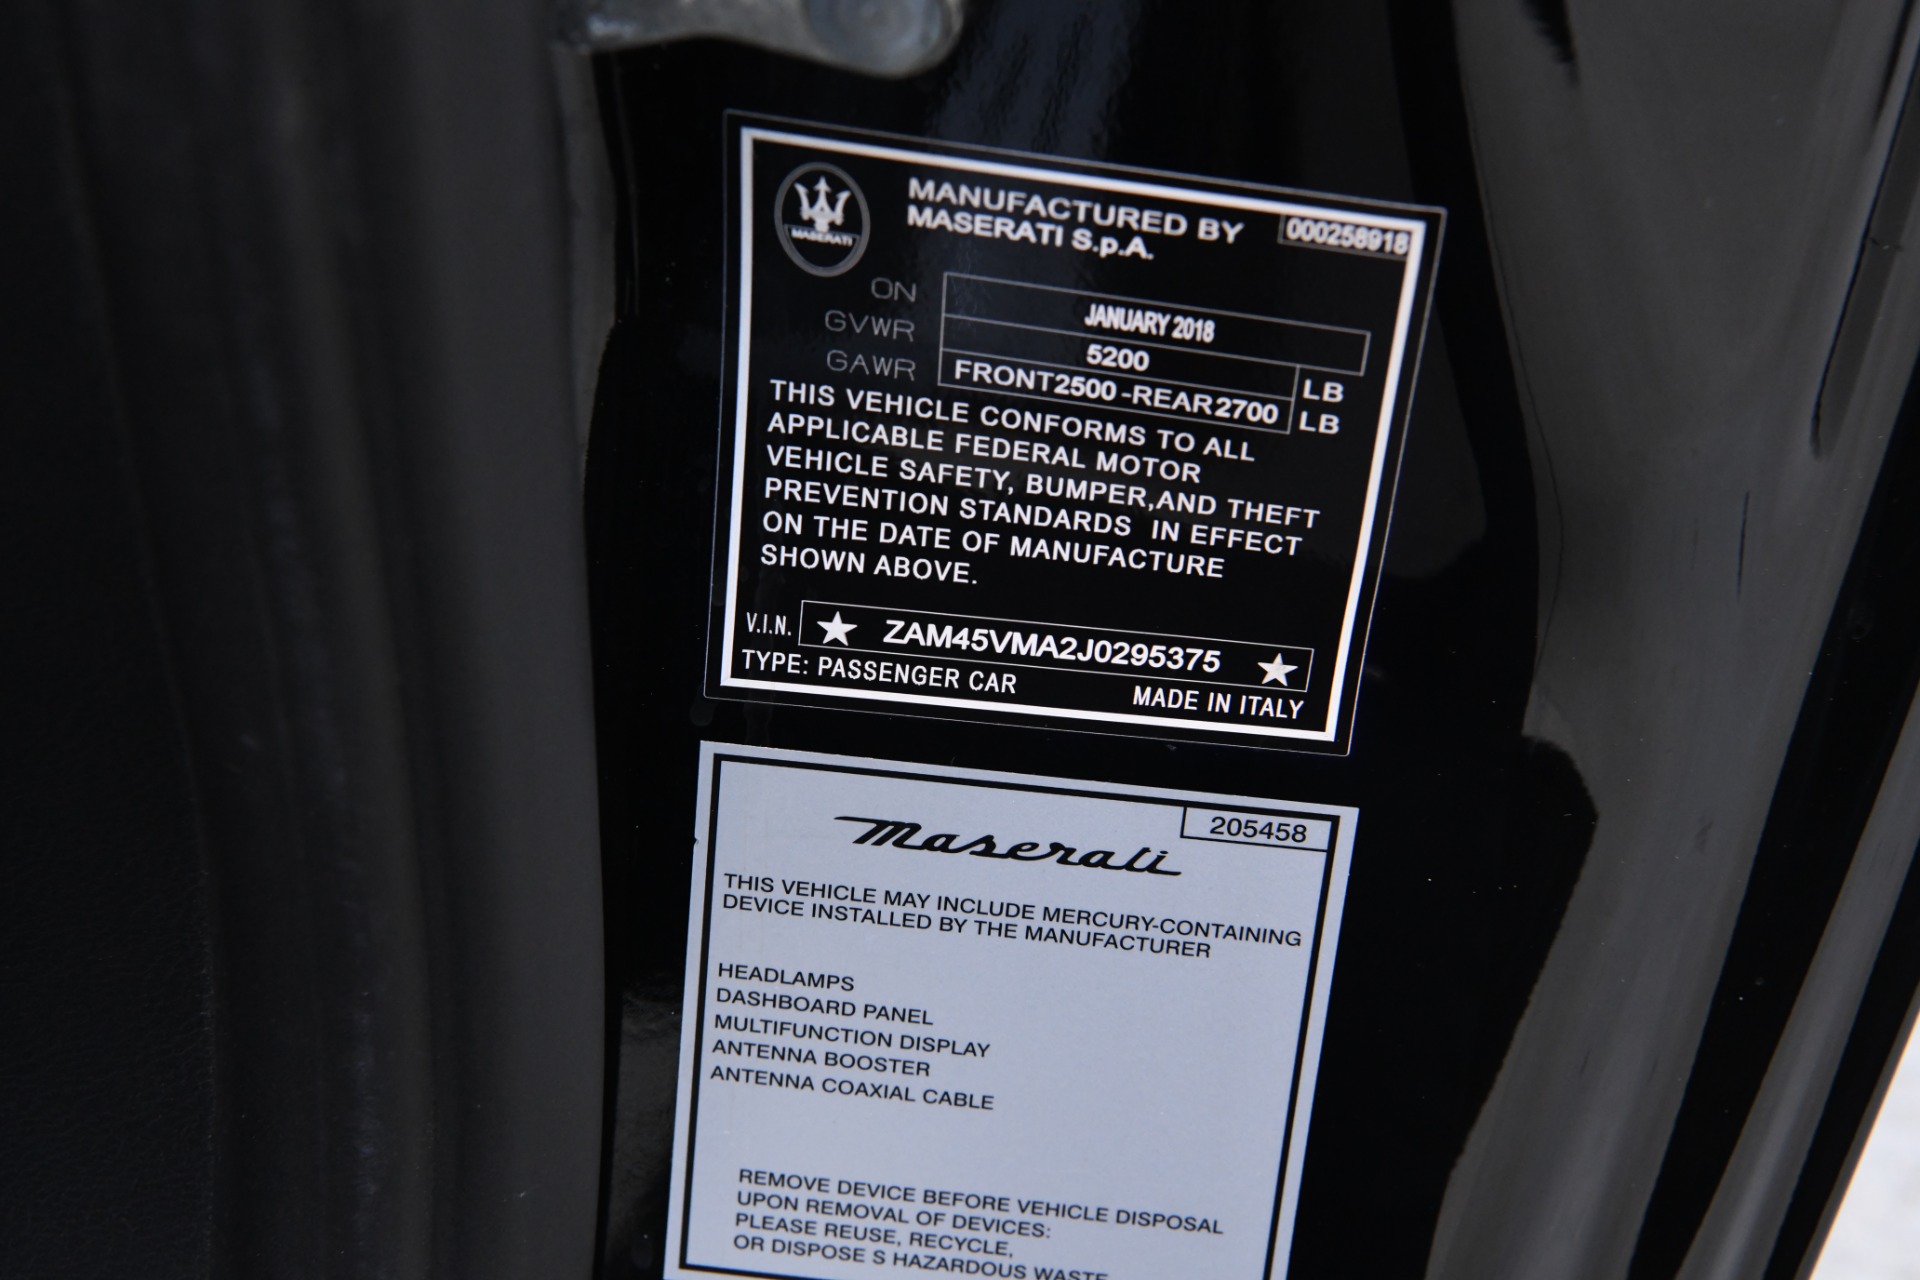 MASERATI
MANUFACTURED BY
MASERATI S.p.A.
000258918
ON JANUARY 2018
GVWR 5200 LB
GAWR FRONT2500-REAR2700 LB
THIS VEHICLE CONFORMS TO ALL
APPLICABLE FEDERAL MOTOR
VEHICLE SAFETY, BUMPER,AND THEFT
PREVENTION STANDARDS IN EFFECT
ON THE DATE OF MANUFACTURE
SHOWN ABOVE.
V.I.N. ★ ZAM45VMA2J0295375 ★
TYPE: PASSENGER CAR
MADE IN ITALY
Maserati
205458
THIS VEHICLE MAY INCLUDE MERCURY-CONTAINING
DEVICE INSTALLED BY THE MANUFACTURER
HEADLAMPS
DASHBOARD PANEL
MULTIFUNCTION DISPLAY
ANTENNA BOOSTER
ANTENNA COAXIAL CABLE
REMOVE DEVICE BEFORE VEHICLE DISPOSAL
UPON REMOVAL OF DEVICES:
PLEASE REUSE, RECYCLE,
OR DISPOSE S HAZARDOUS WASTE